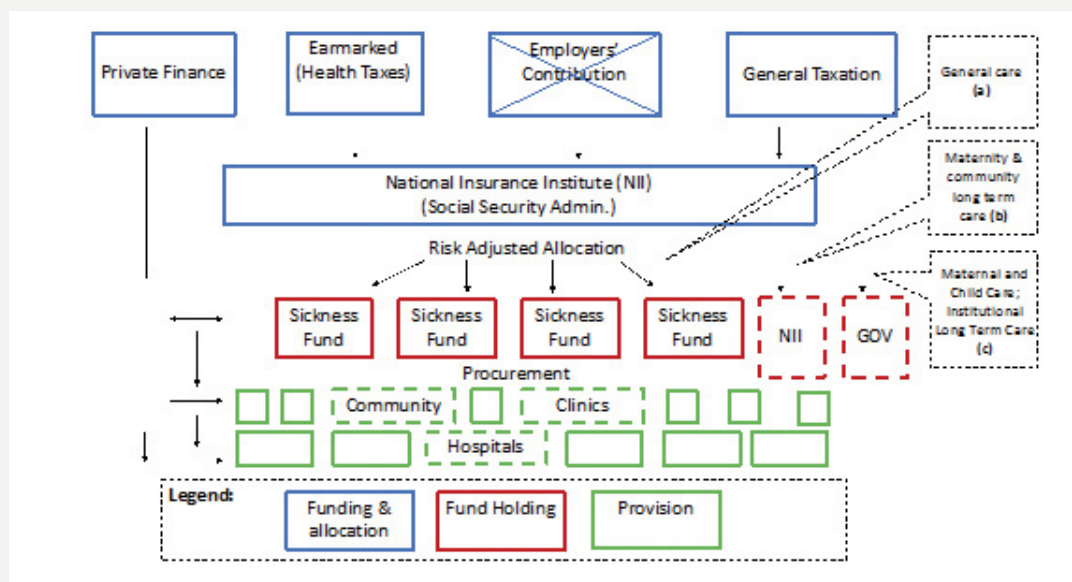 Private Finance
Earmarked
(Health Taxes)
Employers'
Contribution
General Taxation
General care
(a)
National Insurance Institute (NII)
(Social Security Admin.)
Maternity &
community
long term
care (b)
Risk Adjusted Allocation
Sickness
Fund
Sickness
Fund
Sickness
Fund
Sickness
Fund
NII
GOV
Maternal and
Child Care;
Institutional
Long Term Care
(c)
Procurement
Community
Clinics
Hospitals
Legend:
Funding &
allocation
Fund Holding
Provision